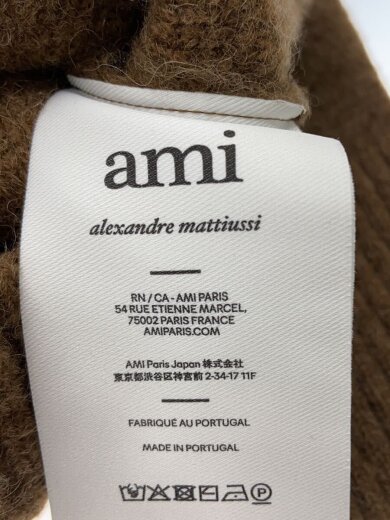 ami
alexandre mattiussi
RN / CA - AMI PARIS
54 RUE ETIENNE MARCEL,
75002 PARIS FRANCE
AMIPARIS.COM
AMI Paris Japan 株式会社
東京都渋谷区神宮前 2-34-17 11F
FABRIQUÉ AU PORTUGAL
MADE IN PORTUGAL